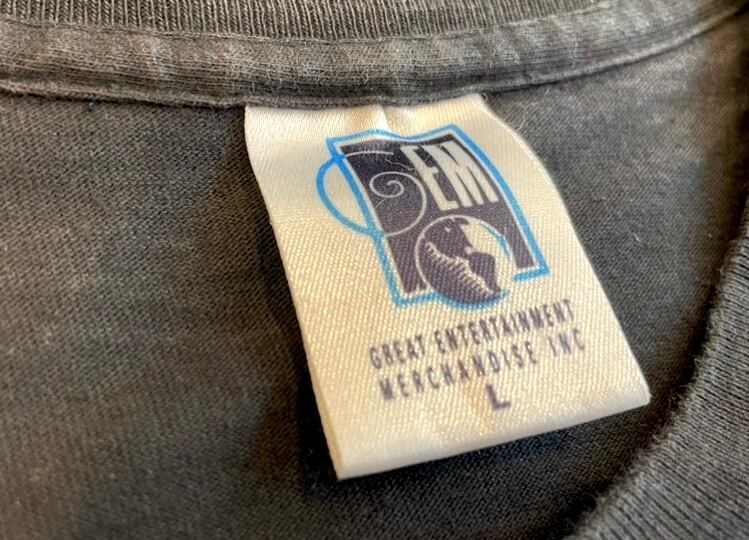 GEM
GREAT ENTERTAINMENT
MERCHANDISE INC
L